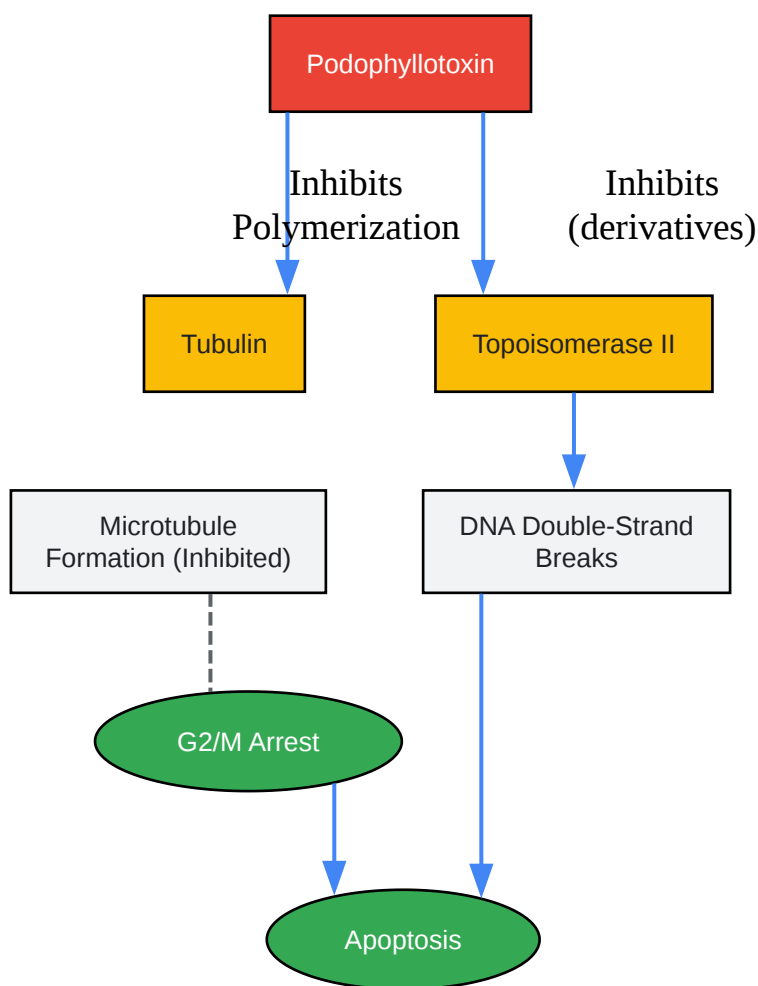 Podophyllotoxin
Inhibits
Polymerization
Inhibits
(derivatives)
Tubulin
Topoisomerase II
Microtubule
Formation (Inhibited)
DNA Double-Strand
Breaks
G2/M Arrest
Apoptosis